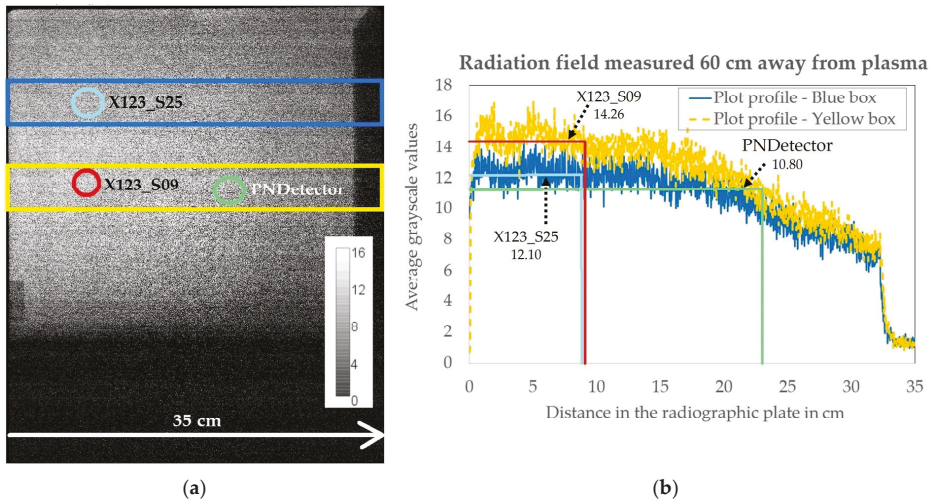 X123_S25
X123_S09
PNDetector
16
12
8
4
0
35 cm
(a)
Radiation field measured 60 cm away from plasma
Average grayscale values
18
16
14
12
10
8
6
4
2
0
X123_S09
14.26
Plot profile - Blue box
Plot profile - Yellow box
PNDetector
10.80
X123_S25
12.10
0 5 10 15 20 25 30 35
Distance in the radiographic plate in cm
(b)